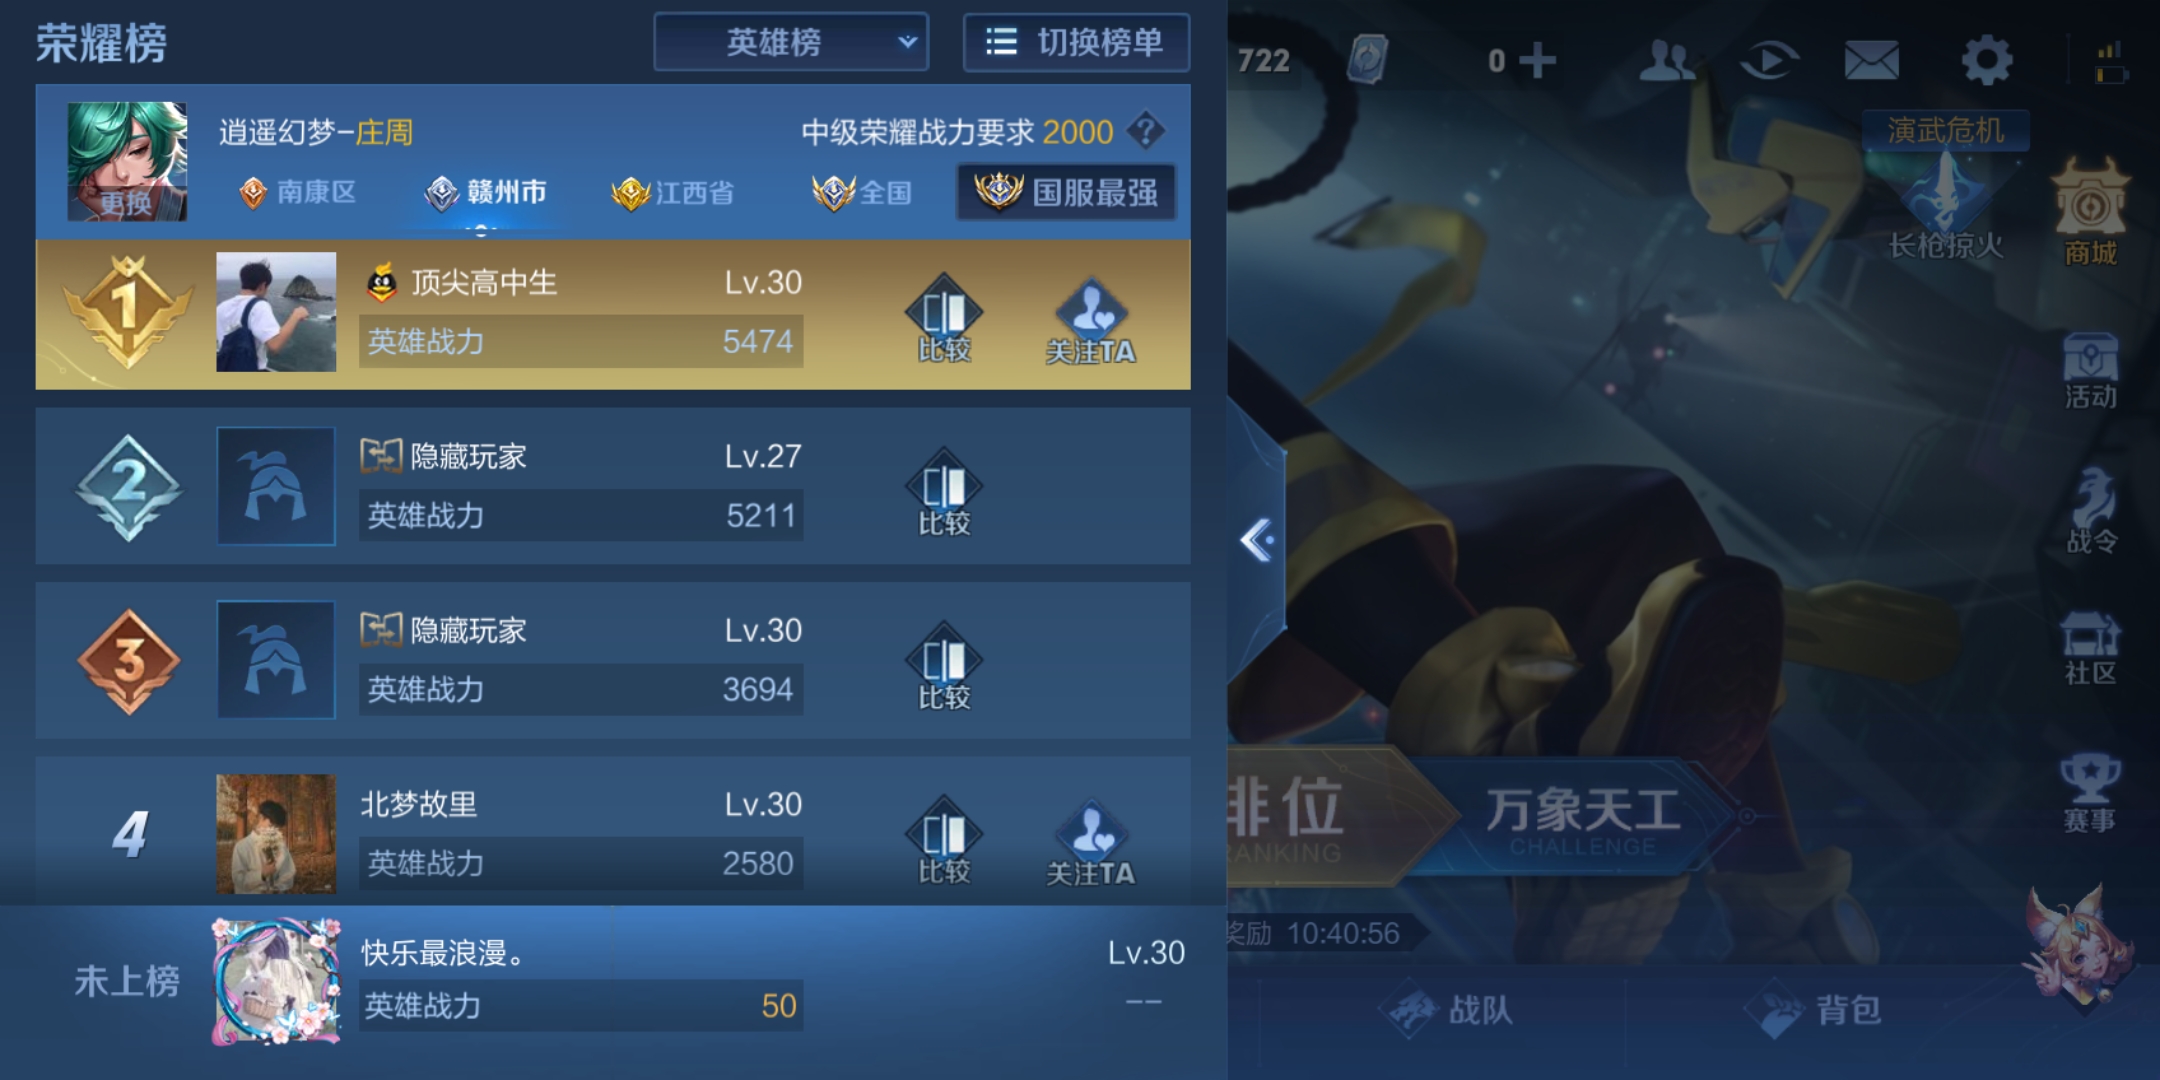 荣耀榜
英雄榜
切换榜单
逍遥幻梦-庄周
中级荣耀战力要求 2000 ?
更换
南康区
赣州市
江西省
全国
国服最强
1
顶尖高中生
Lv.30
英雄战力
5474
比较
关注TA
2
隐藏玩家
Lv.27
英雄战力
5211
比较
3
隐藏玩家
Lv.30
英雄战力
3694
比较
4
北梦故里
Lv.30
英雄战力
2580
比较
关注TA
未上榜
快乐最浪漫。
Lv.30
英雄战力
50
--
722
0
演武危机
长枪掠火
商城
活动
战令
社区
赛事
排位
RANKING
万象天工
CHALLENGE
奖励 10:40:56
战队
背包